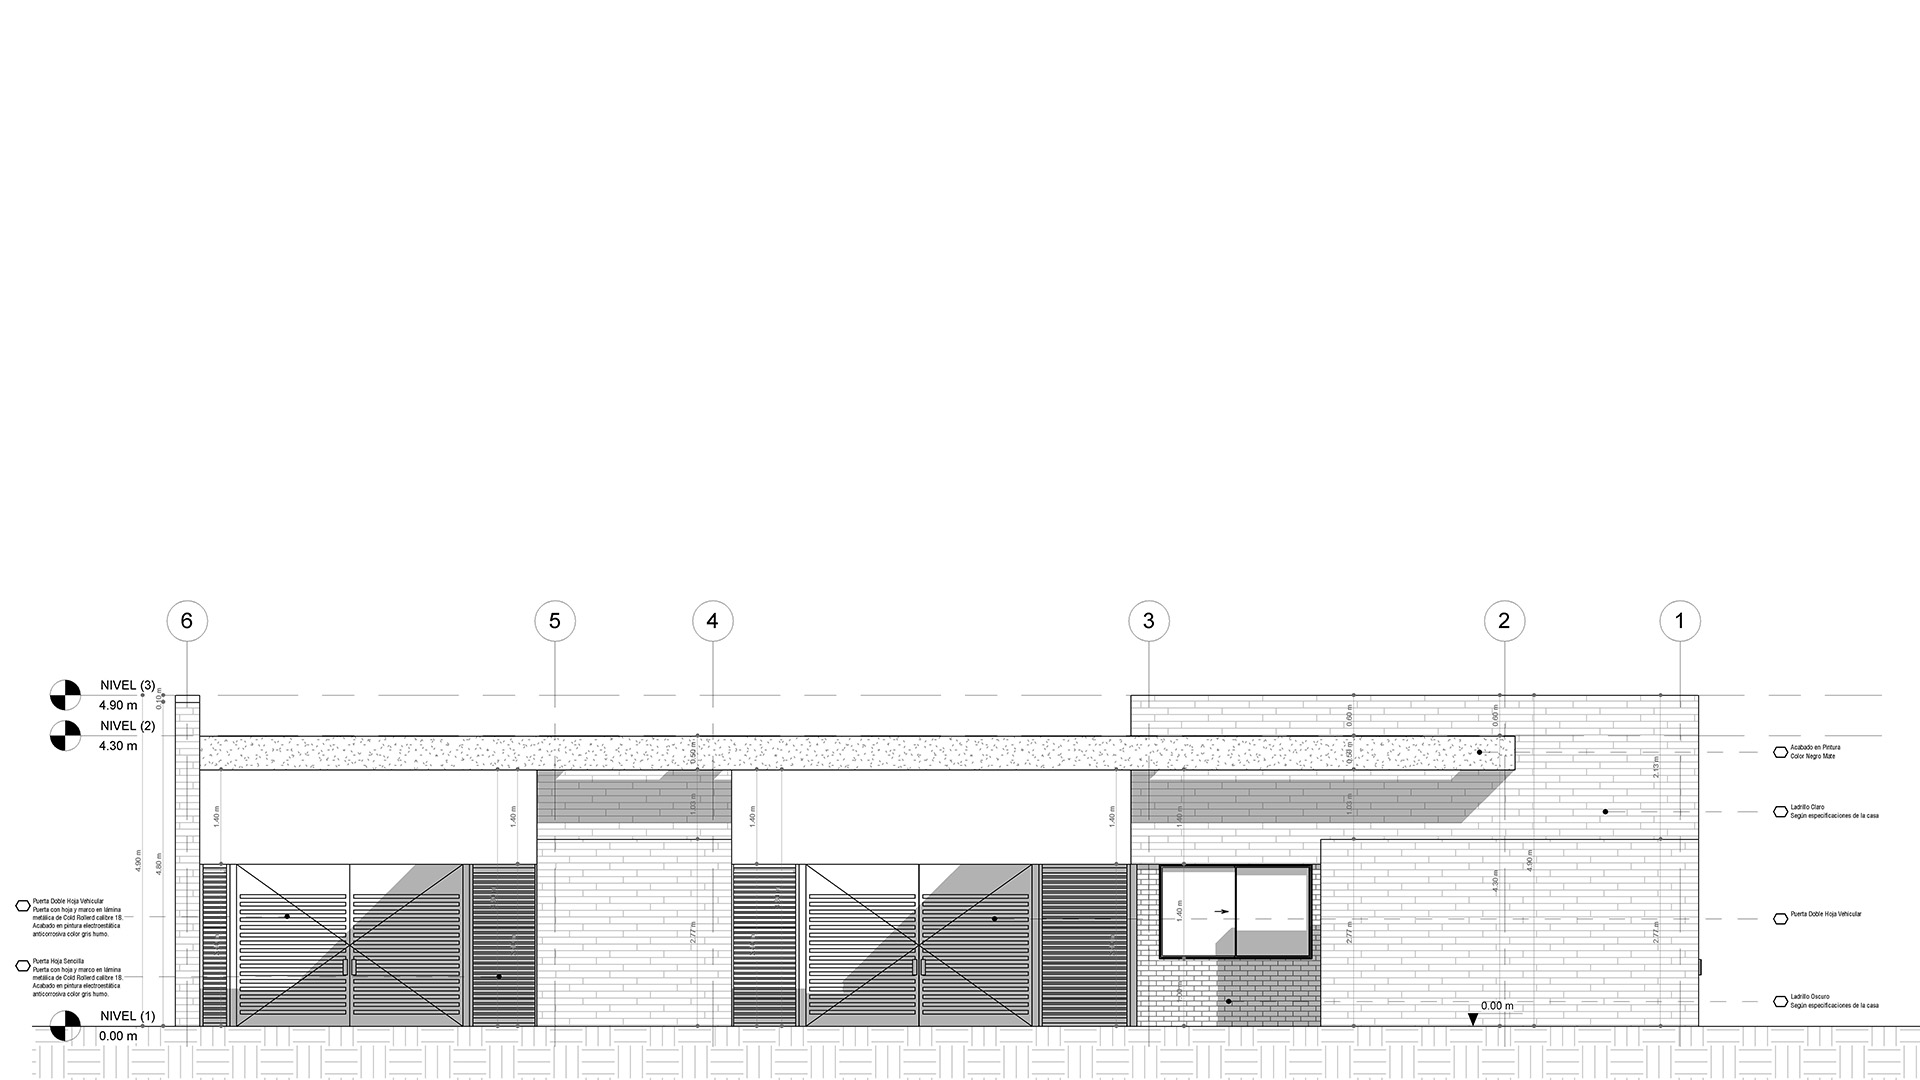 6
5
4
3
2
1
NIVEL (3)
4.90 m
NIVEL (2)
4.30 m
0.10 m
0.60 m
0.60 m
0.50 m
0.50 m
Acabado en Pintura
Color Negro Mate
2.13 m
1.40 m
1.40 m
1.03 m
1.40 m
1.40 m
1.40 m
1.03 m
Ladrillo Claro
Según especificaciones de la casa
4.90 m
4.80 m
4.90 m
4.30 m
Puerta Doble Hoja Vehicular
Puerta con hoja y marco en lámina
metálica de Cold Rollerd calibre 18.
Acabado en pintura electroestática
anticorrosiva color gris humo.
2.77 m
1.40 m
2.77 m
2.77 m
Puerta Doble Hoja Vehicular
Puerta Hoja Sencilla
Puerta con hoja y marco en lámina
metálica de Cold Rollerd calibre 18.
Acabado en pintura electroestática
anticorrosiva color gris humo.
Ladrillo Oscuro
Según especificaciones de la casa
0.00 m
NIVEL (1)
0.00 m